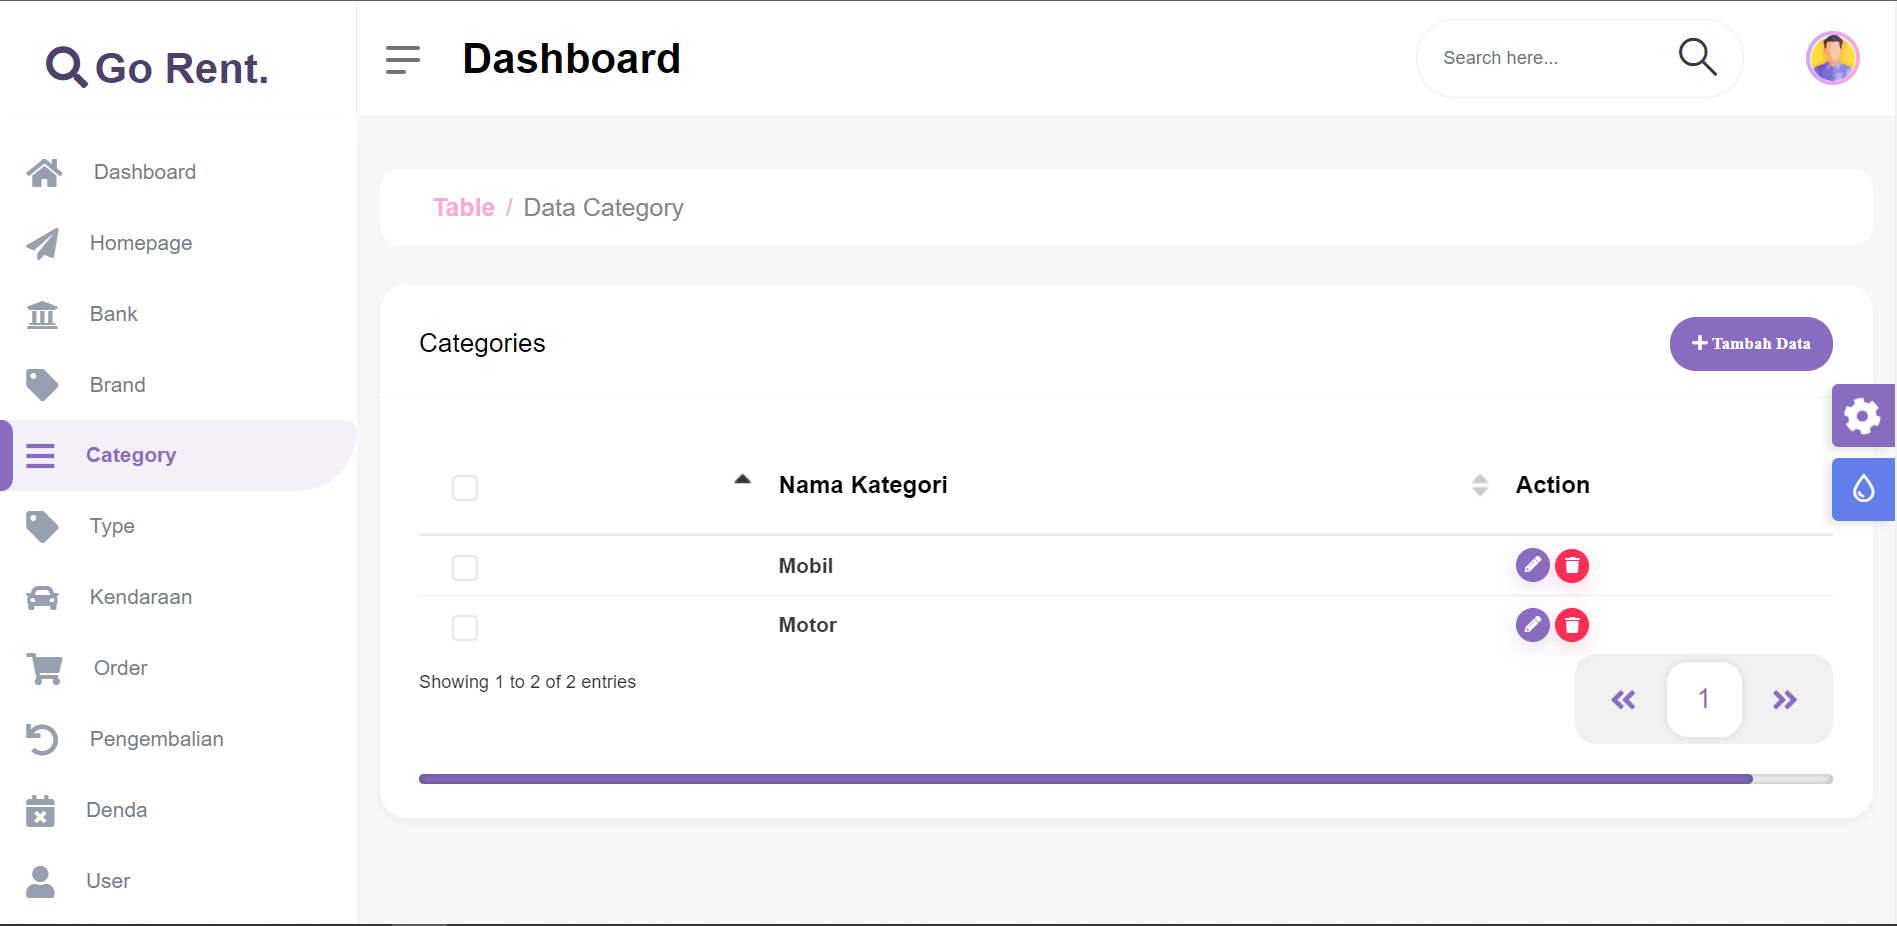 Go Rent.
Dashboard
Search here...
Dashboard
Homepage
Bank
Brand
Category
Type
Kendaraan
Order
Pengembalian
Denda
User
Table / Data Category
Categories
Tambah Data
Nama Kategori Action
Mobil
Motor
Showing 1 to 2 of 2 entries
1